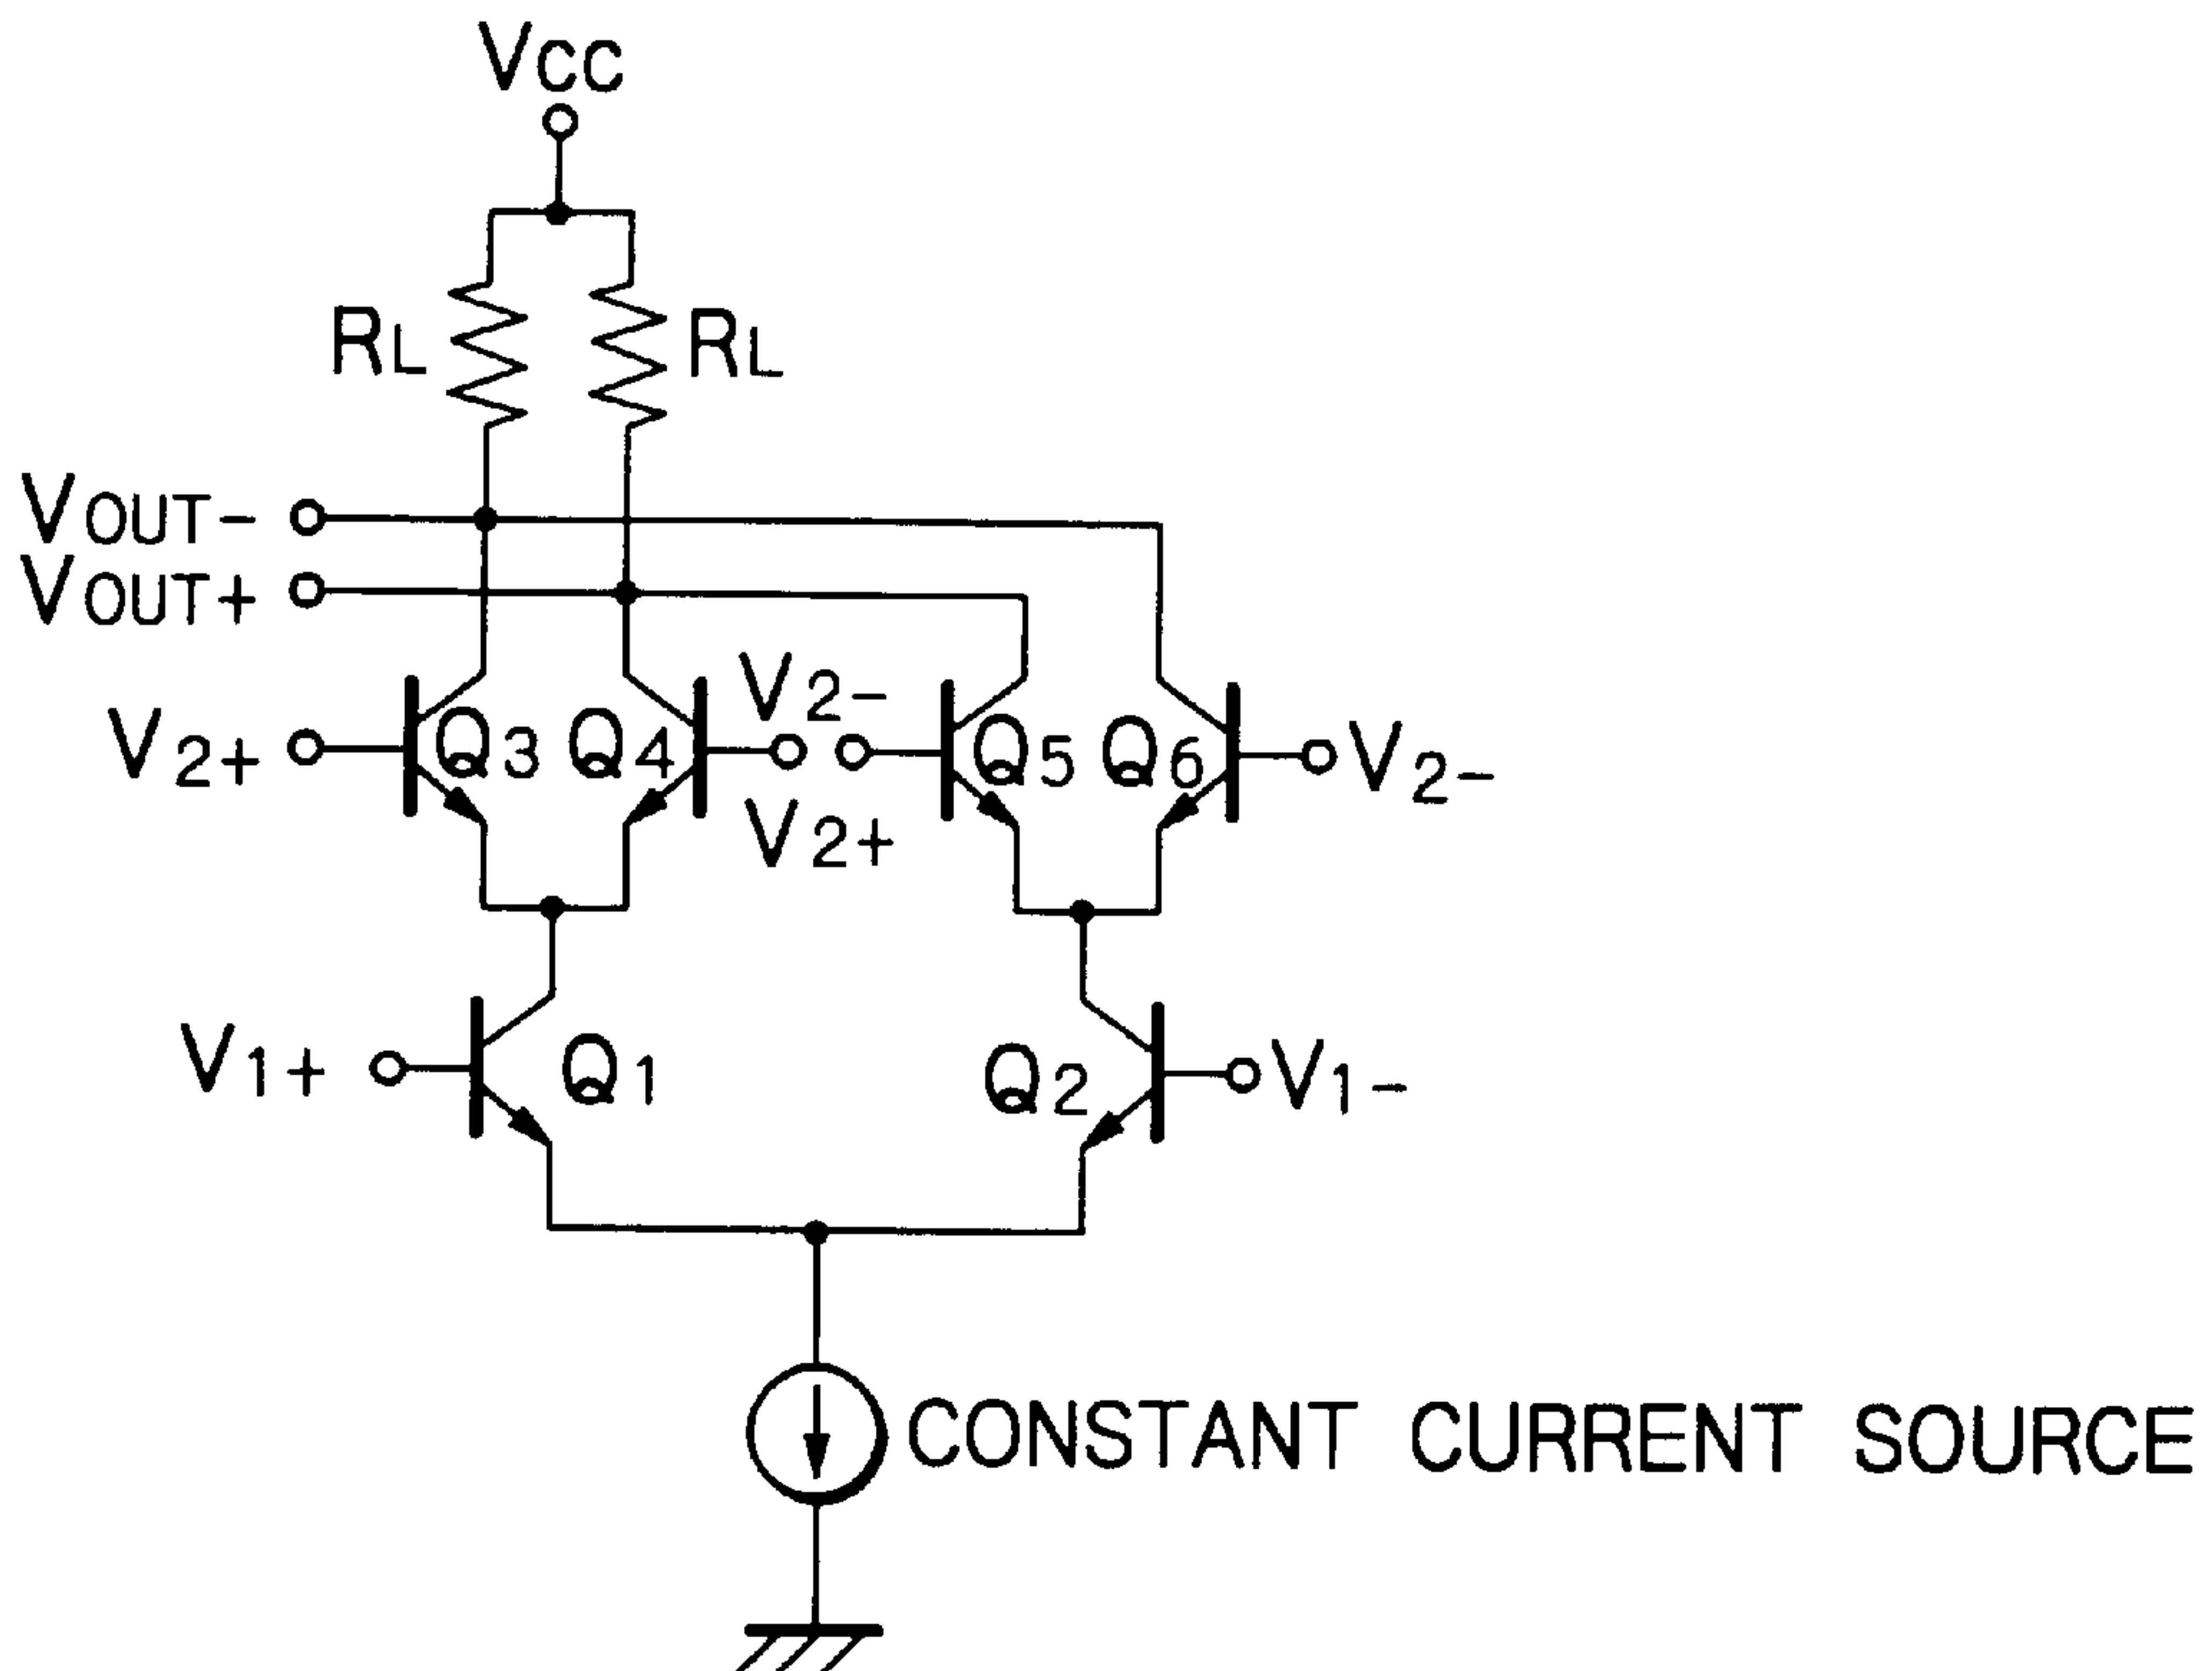 VCC
RL RL
VOUT-
VOUT+
V2+ Q3 Q4 V2- Q5 Q6 V2-
V2+
V1+ Q1 Q2 V1-
CONSTANT CURRENT SOURCE